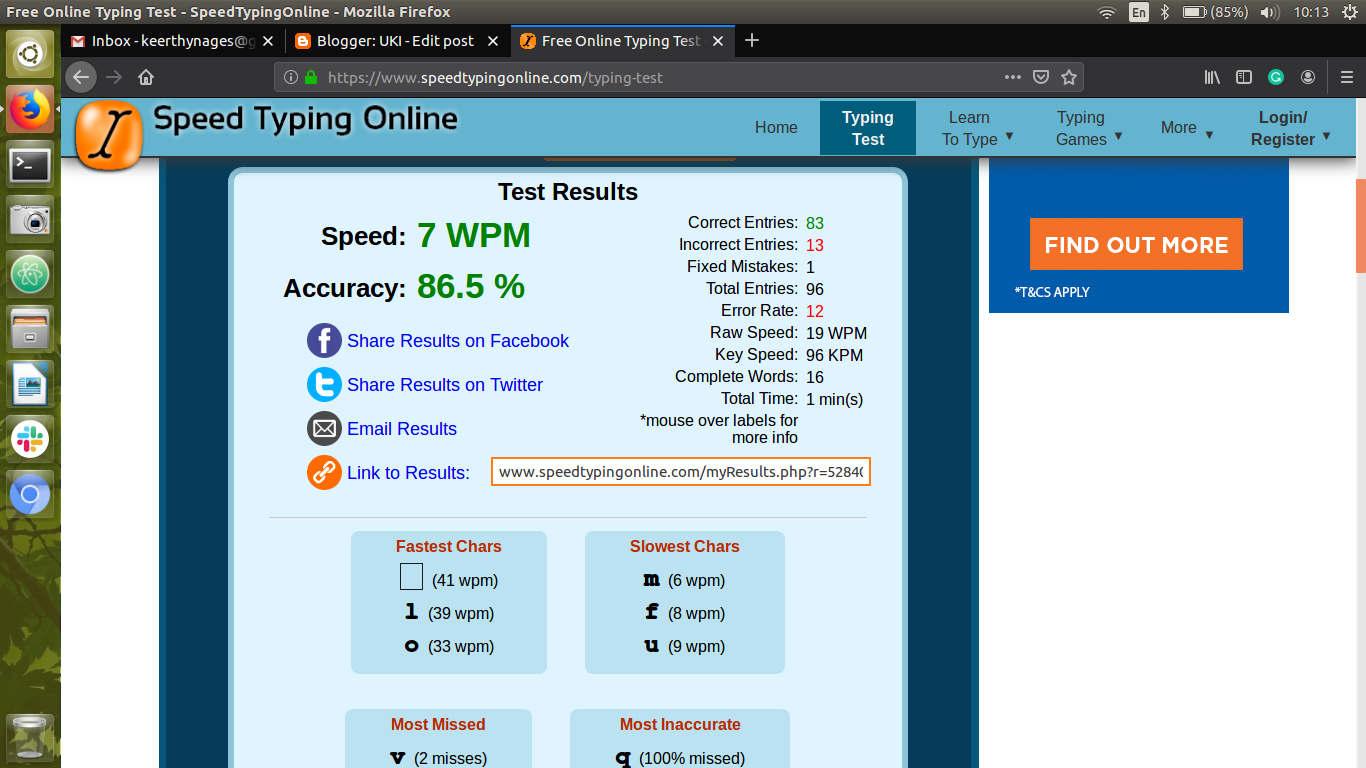 Free Online Typing Test - SpeedTypingOnline - Mozilla Firefox
En
(85%)
10:13
Inbox - keerthynages@g
Blogger: UKI - Edit post
Free Online Typing Test
https://www.speedtypingonline.com/typing-test
Speed Typing Online
Home
Typing
Test
Learn
To Type ▼
Typing
Games ▼
More ▼
Login/
Register ▼
Test Results
Speed: 7 WPM
Accuracy: 86.5 %
Share Results on Facebook
Share Results on Twitter
Email Results
Link to Results: www.speedtypingonline.com/myResults.php?r=5284
Correct Entries: 83
Incorrect Entries: 13
Fixed Mistakes: 1
Total Entries: 96
Error Rate: 12
Raw Speed: 19 WPM
Key Speed: 96 KPM
Complete Words: 16
Total Time: 1 min(s)
*mouse over labels for
more info
Fastest Chars
(41 wpm)
l (39 wpm)
o (33 wpm)
Slowest Chars
m (6 wpm)
f (8 wpm)
u (9 wpm)
Most Missed
v (2 misses)
Most Inaccurate
q (100% missed)
FIND OUT MORE
*T&CS APPLY